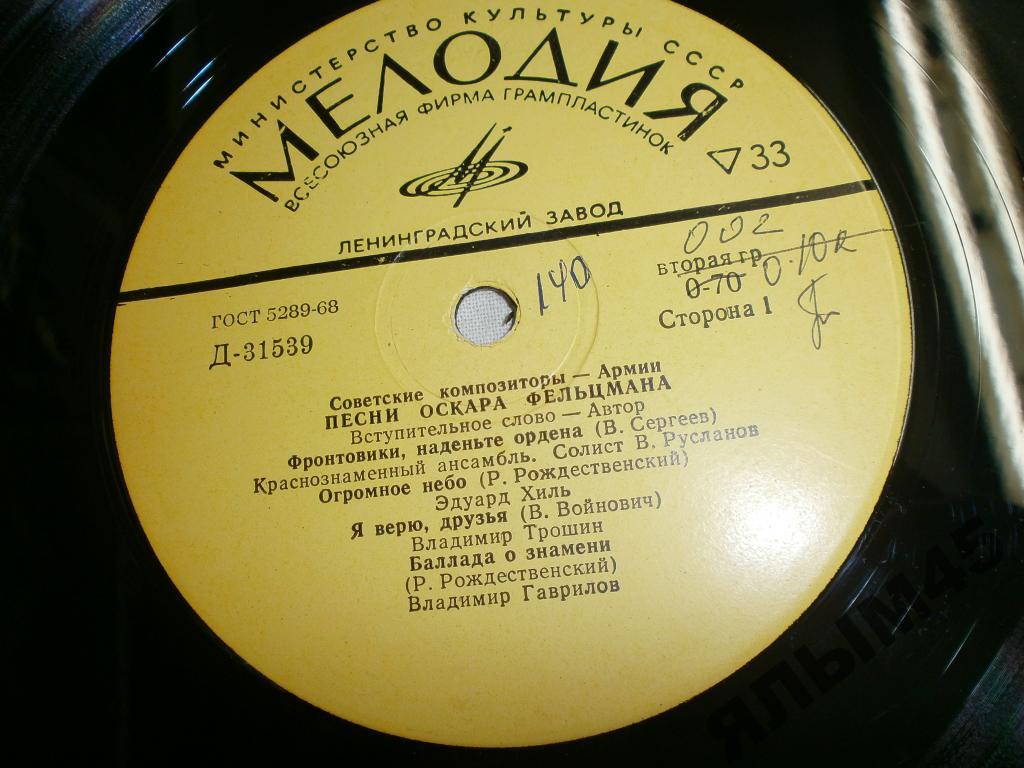 МИНИСТЕРСТВО КУЛЬТУРЫ СССР
МЕЛОДИЯ
ВСЕСОЮЗНАЯ ФИРМА ГРАМПЛАСТИНОК
33
ЛЕНИНГРАДСКИЙ ЗАВОД
002
140
вторая гр.
0.10к
0-70
ГОСТ 5289-68
Д-31539
Сторона 1
Советские композиторы — Армии
ПЕСНИ ОСКАРА ФЕЛЬЦМАНА
Вступительное слово — Автор
Фронтовики, наденьте ордена (В. Сергеев)
Краснознаменный ансамбль. Солист В. Русланов
Огромное небо (Р. Рождественский)
Эдуард Хиль
Я верю, друзья (В. Войнович)
Владимир Трошин
Баллада о знамени
(Р. Рождественский)
Владимир Гаврилов
ЯЛЫМ45